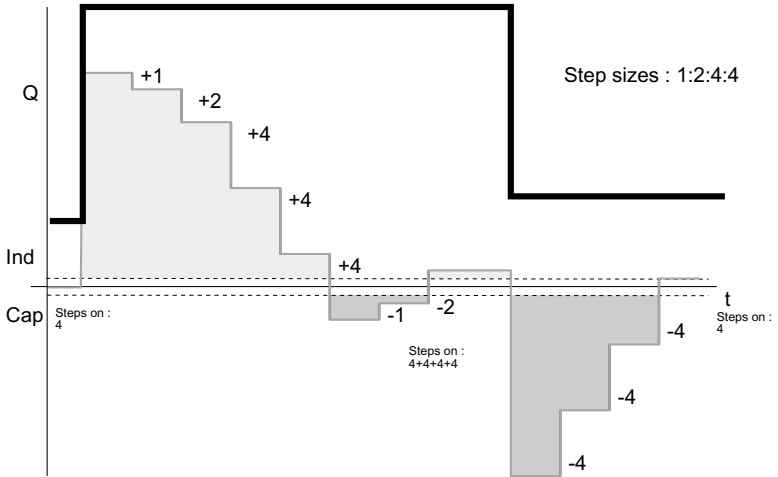 Q
+1
Step sizes : 1:2:4:4
+2
+4
+4
Ind
+4
t
Cap
Steps on :
4
-1
-2
-4
Steps on :
4
Steps on :
4+4+4+4
-4
-4